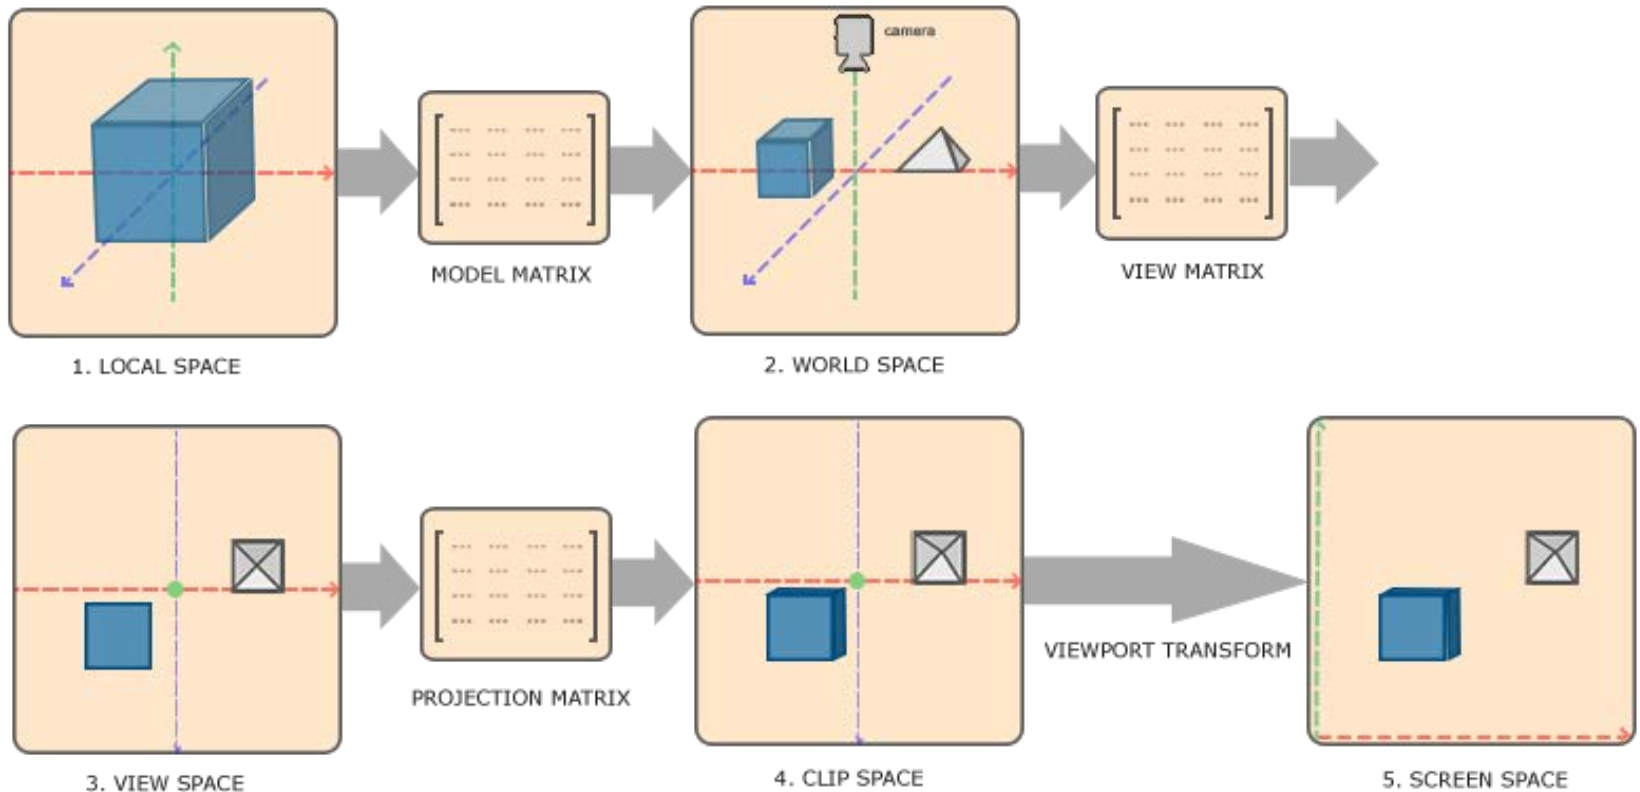 camera
MODEL MATRIX
VIEW MATRIX
1. LOCAL SPACE
2. WORLD SPACE
PROJECTION MATRIX
VIEWPORT TRANSFORM
3. VIEW SPACE
4. CLIP SPACE
5. SCREEN SPACE